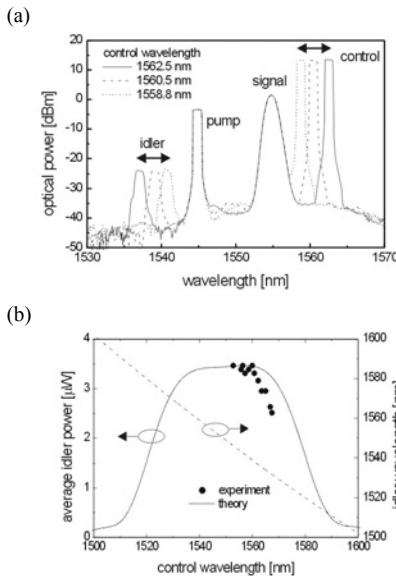 (a)
20
10
0
-10
-20
-30
-40
-50
optical power [dBm]
control wavelength
1562.5 nm
1560.5 nm
1558.8 nm
control
signal
pump
idler
1530
1540
1550
1560
1570
wavelength [nm]
(b)
4
3
2
1
0
average idler power [μW]
1600
1580
1560
1540
1520
1500
wavelength [nm]
experiment
theory
1500
1520
1540
1560
1580
1600
control wavelength [nm]